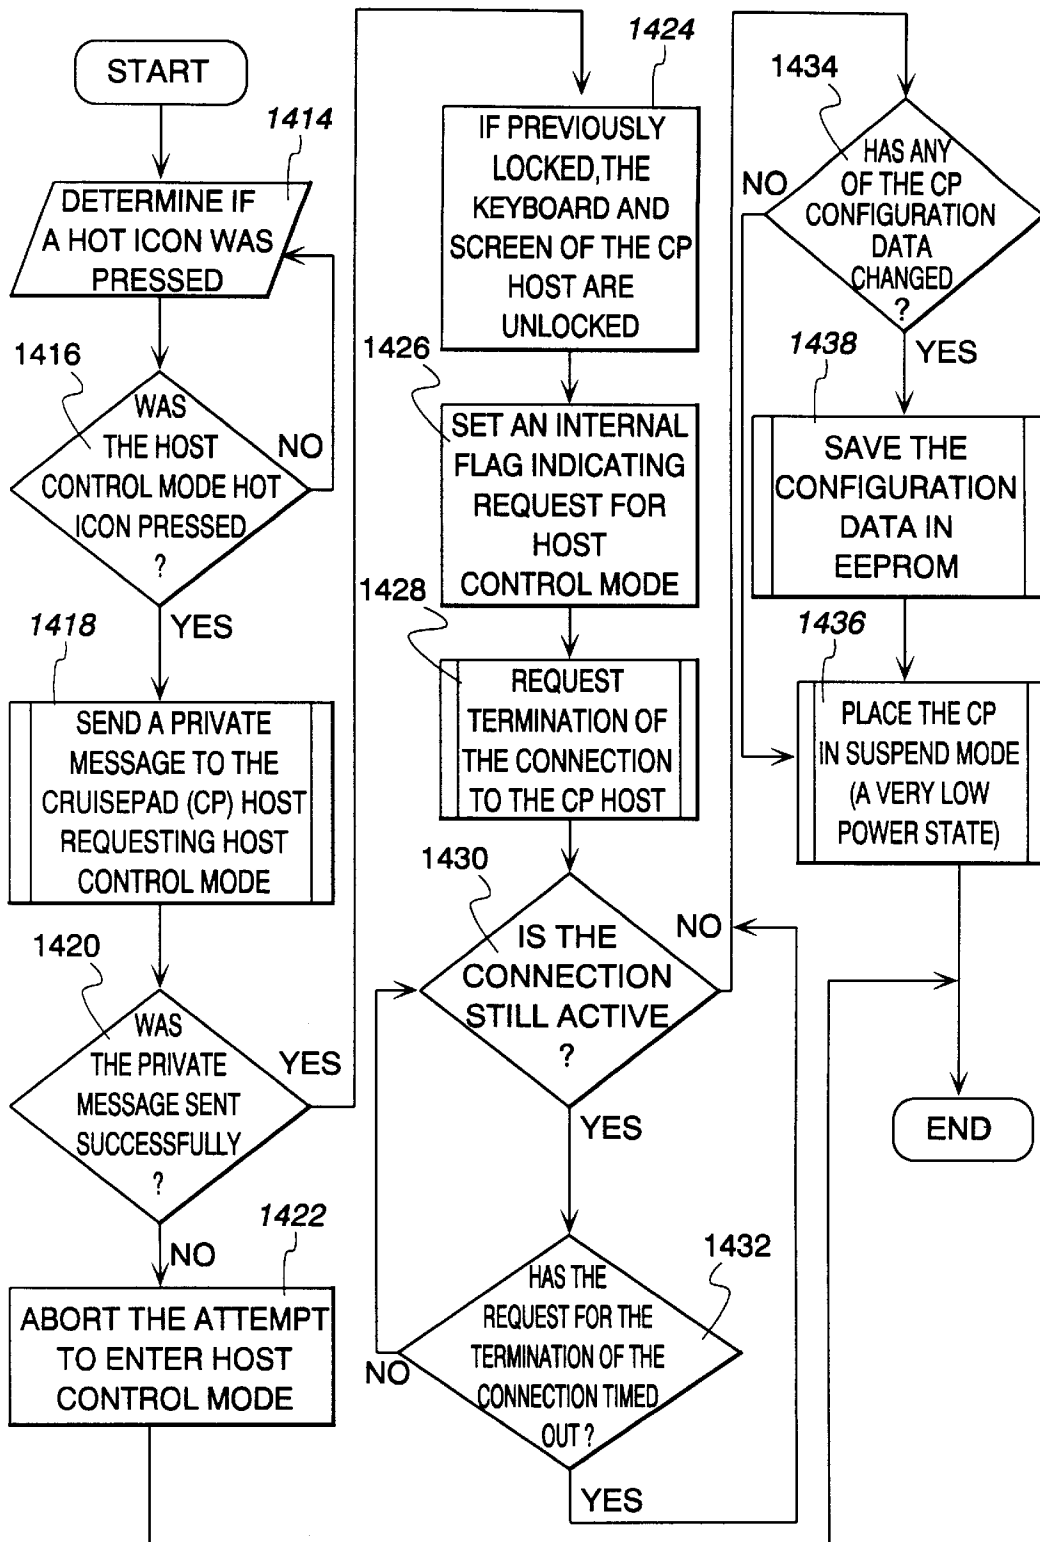 START
1414
DETERMINE IF
A HOT ICON WAS
PRESSED
1416
WAS
THE HOST
CONTROL MODE HOT
ICON PRESSED
?
NO
YES
1418
SEND A PRIVATE
MESSAGE TO THE
CRUISEPAD (CP) HOST
REQUESTING HOST
CONTROL MODE
1420
WAS
THE PRIVATE
MESSAGE SENT
SUCCESSFULLY
?
YES
NO
1422
ABORT THE ATTEMPT
TO ENTER HOST
CONTROL MODE
1424
IF PREVIOUSLY
LOCKED, THE
KEYBOARD AND
SCREEN OF THE CP
HOST ARE
UNLOCKED
1426
SET AN INTERNAL
FLAG INDICATING
REQUEST FOR
HOST
CONTROL MODE
1428
REQUEST
TERMINATION OF
THE CONNECTION
TO THE CP HOST
1430
IS THE
CONNECTION
STILL ACTIVE
?
NO
YES
1432
HAS THE
REQUEST FOR THE
TERMINATION OF THE
CONNECTION TIMED
OUT ?
NO
YES
1434
HAS ANY
OF THE CP
CONFIGURATION
DATA
CHANGED
?
NO
YES
1438
SAVE THE
CONFIGURATION
DATA IN
EEPROM
1436
PLACE THE CP
IN SUSPEND MODE
(A VERY LOW
POWER STATE)
END